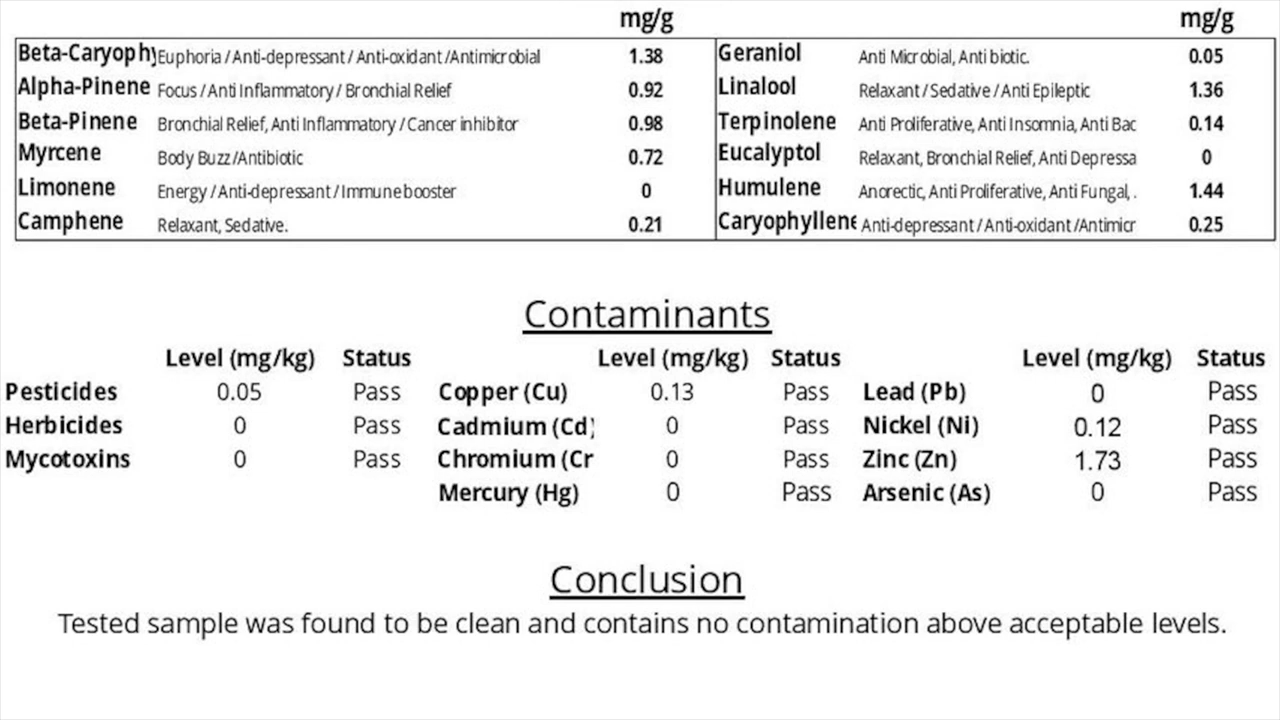 mg/g mg/g
Beta-Caryophy Euphoria / Anti-depressant / Anti-oxidant /Antimicrobial 1.38 Geraniol Anti Microbial, Anti biotic. 0.05
Alpha-Pinene Focus / Anti Inflammatory / Bronchial Relief 0.92 Linalool Relaxant / Sedative / Anti Epileptic 1.36
Beta-Pinene Bronchial Relief, Anti Inflammatory / Cancer inhibitor 0.98 Terpinolene Anti Proliferative, Anti Insomnia, Anti Bac 0.14
Myrcene Body Buzz /Antibiotic 0.72 Eucalyptol Relaxant, Bronchial Relief, Anti Depressa 0
Limonene Energy / Anti-depressant / Immune booster 0 Humulene Anorectic, Anti Proliferative, Anti Fungal, . 1.44
Camphene Relaxant, Sedative. 0.21 Caryophyllene Anti-depressant / Anti-oxidant /Antimicr 0.25
Contaminants
Level (mg/kg) Status Level (mg/kg) Status Level (mg/kg) Status
Pesticides 0.05 Pass Copper (Cu) 0.13 Pass Lead (Pb) 0 Pass
Herbicides 0 Pass Cadmium (Cd) 0 Pass Nickel (Ni) 0.12 Pass
Mycotoxins 0 Pass Chromium (Cr 0 Pass Zinc (Zn) 1.73 Pass
Mercury (Hg) 0 Pass Arsenic (As) 0 Pass
Conclusion
Tested sample was found to be clean and contains no contamination above acceptable levels.